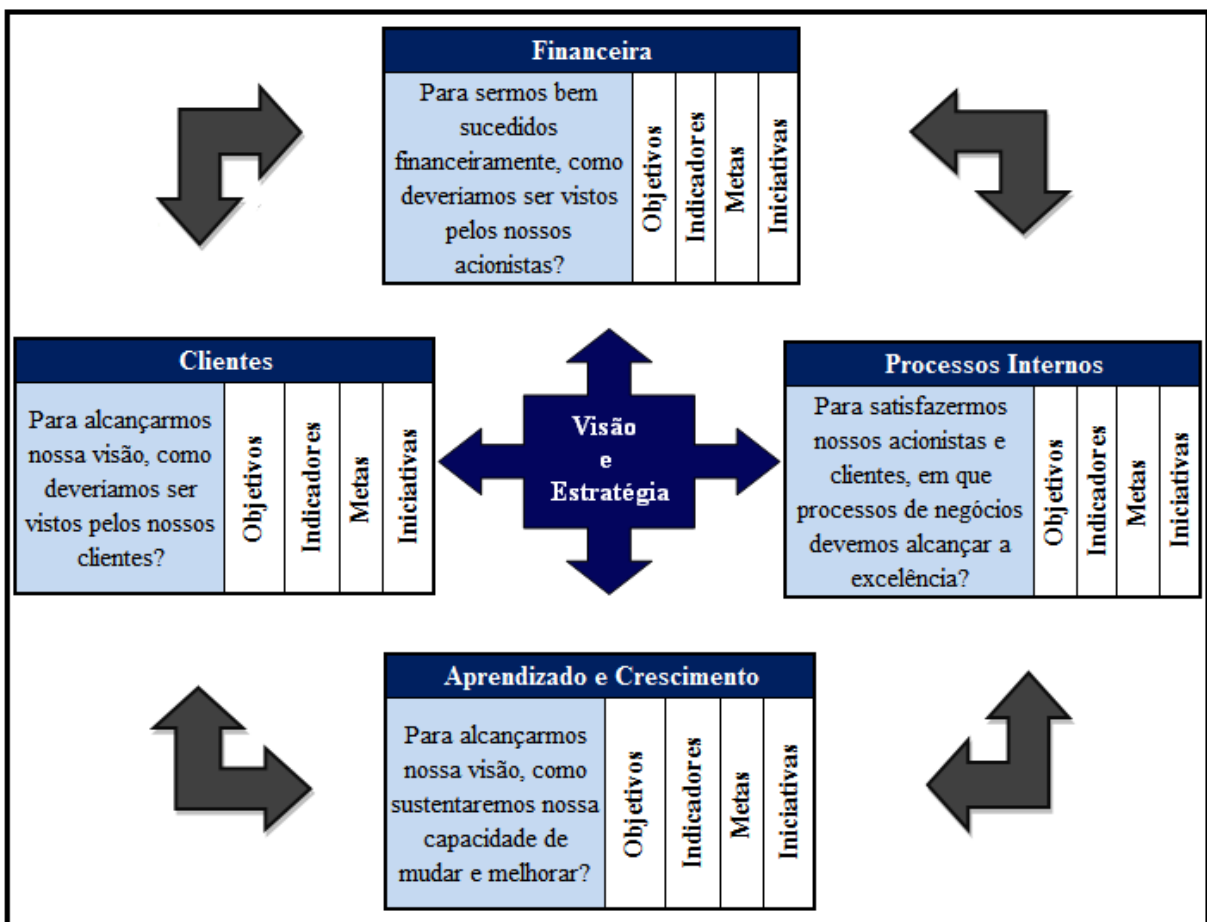 Financeira
Para sermos bem
sucedidos
financeiramente, como
deveriamos ser vistos
pelos nossos
acionistas?
Objetivos
Indicadores
Metas
Iniciativas
Clientes
Para alcançarmos
nossa visão, como
deveriamos ser
vistos pelos nossos
clientes?
Objetivos
Indicadores
Metas
Iniciativas
Visão
e
Estratégia
Processos Internos
Para satisfazermos
nossos acionistas e
clientes, em que
processos de negócios
devemos alcançar a
excelência?
Objetivos
Indicadores
Metas
Iniciativas
Aprendizado e Crescimento
Para alcançarmos
nossa visão, como
sustentaremos nossa
capacidade de
mudar e melhorar?
Objetivos
Indicadores
Metas
Iniciativas